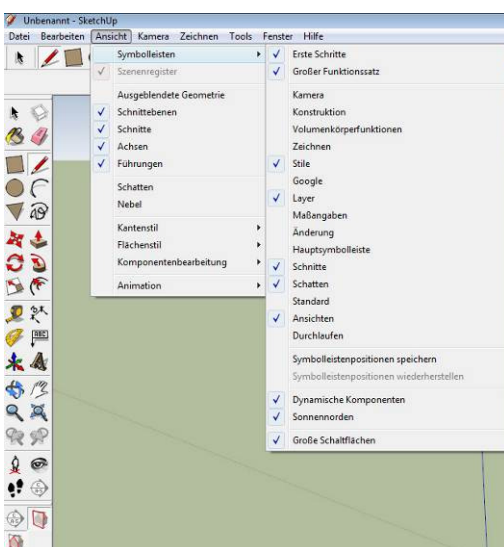 Unbenannt - SketchUp
Datei Bearbeiten Ansicht Kamera Zeichnen Tools Fenster Hilfe
Symbolleisten
Szenenregister
Ausgeblendete Geometrie
Schnittebenen
Schnitte
Achsen
Führungen
Schatten
Nebel
Kantenstil
Flächenstil
Komponentenbearbeitung
Animation
Erste Schritte
Großer Funktionssatz
Kamera
Konstruktion
Volumenkörperfunktionen
Zeichnen
Stile
Google
Layer
Maßangaben
Änderung
Hauptsymbolleiste
Schnitte
Schatten
Standard
Ansichten
Durchlaufen
Symbolleistenpositionen speichern
Symbolleistenpositionen wiederherstellen
Dynamische Komponenten
Sonnennorden
Große Schaltflächen
ABC